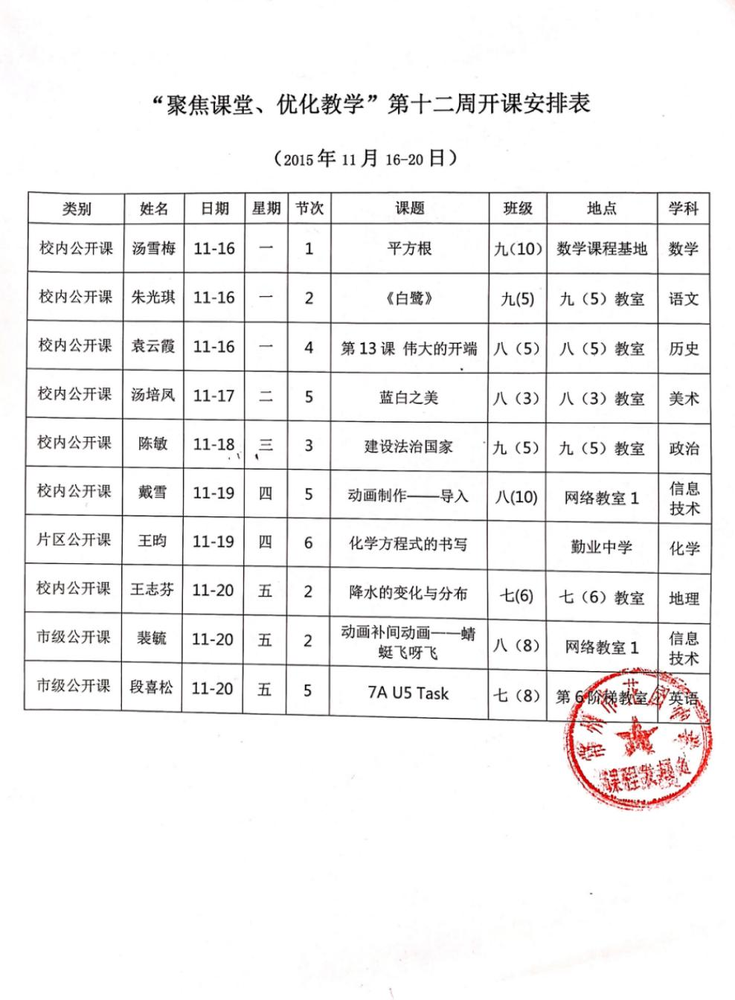 “聚焦课堂、优化教学”第十二周开课安排表
（2015 年 11 月 16-20 日）
类别 姓名 日期 星期 节次 课题 班级 地点 学科
校内公开课 汤雪梅 11-16 一 1 平方根 九（10） 数学课程基地 数学
校内公开课 朱光琪 11-16 一 2 《白鹭》 九(5) 九（5）教室 语文
校内公开课 袁云霞 11-16 一 4 第 13 课 伟大的开端 八（5） 八（5）教室 历史
校内公开课 汤培凤 11-17 二 5 蓝白之美 八（3） 八（3）教室 美术
校内公开课 陈敏 11-18 三 3 建设法治国家 九（5） 九（5）教室 政治
校内公开课 戴雪 11-19 四 5 动画制作——导入 八(10) 网络教室 1 信息
技术
片区公开课 王昀 11-19 四 6 化学方程式的书写 勤业中学 化学
校内公开课 王志芬 11-20 五 2 降水的变化与分布 七(6) 七（6）教室 地理
市级公开课 裴毓 11-20 五 2 动画补间动画——蜻 八（8） 网络教室 1 信息
蜓飞呀飞 技术
市级公开课 段喜松 11-20 五 5 7A U5 Task 七（8） 第 6 阶梯教室 英语
常州市花园中学
课程发展处